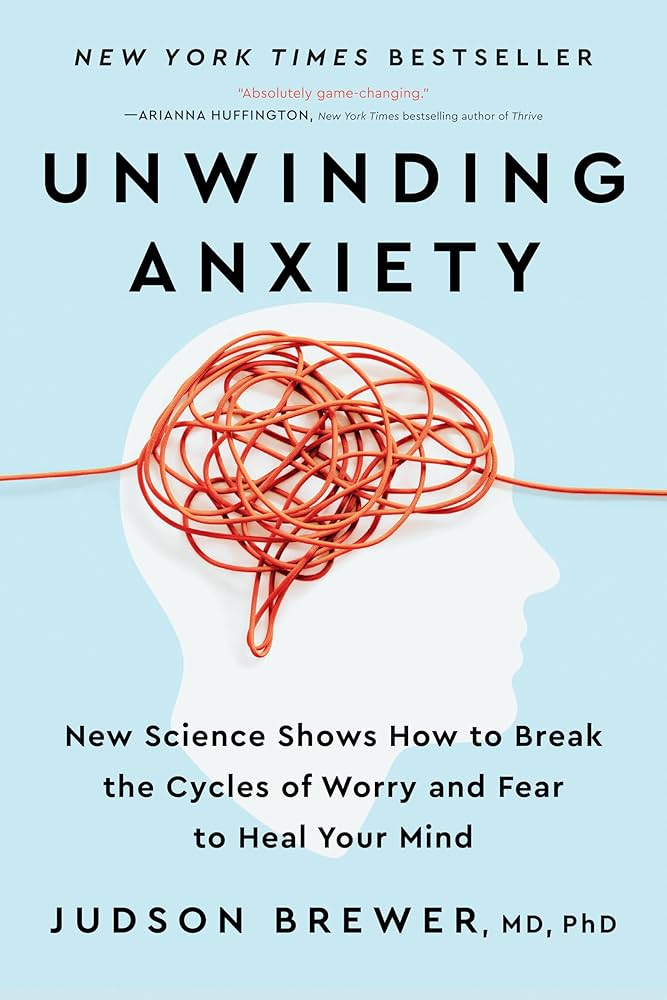 NEW YORK TIMES BESTSELLER
“Absolutely game-changing.”
—ARIANNA HUFFINGTON, New York Times bestselling author of Thrive
UNWINDING
ANXIETY
New Science Shows How to Break
the Cycles of Worry and Fear
to Heal Your Mind
JUDSON BREWER, MD, PhD